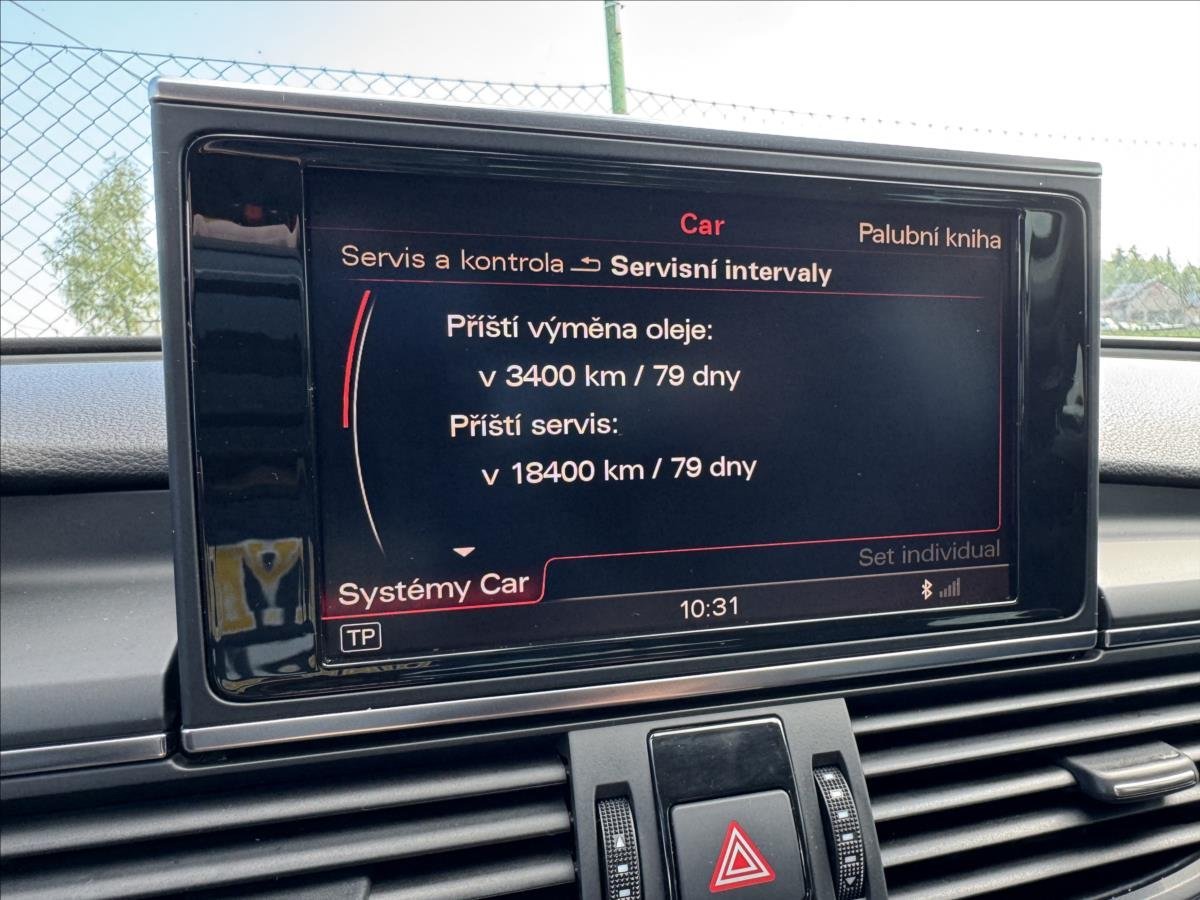 Car
Palubní kniha
Servis a kontrola Servisní intervaly
Příští výměna oleje:
v 3400 km / 79 dny
Příští servis:
v 18400 km / 79 dny
Set individual
Systémy Car
10:31
TP